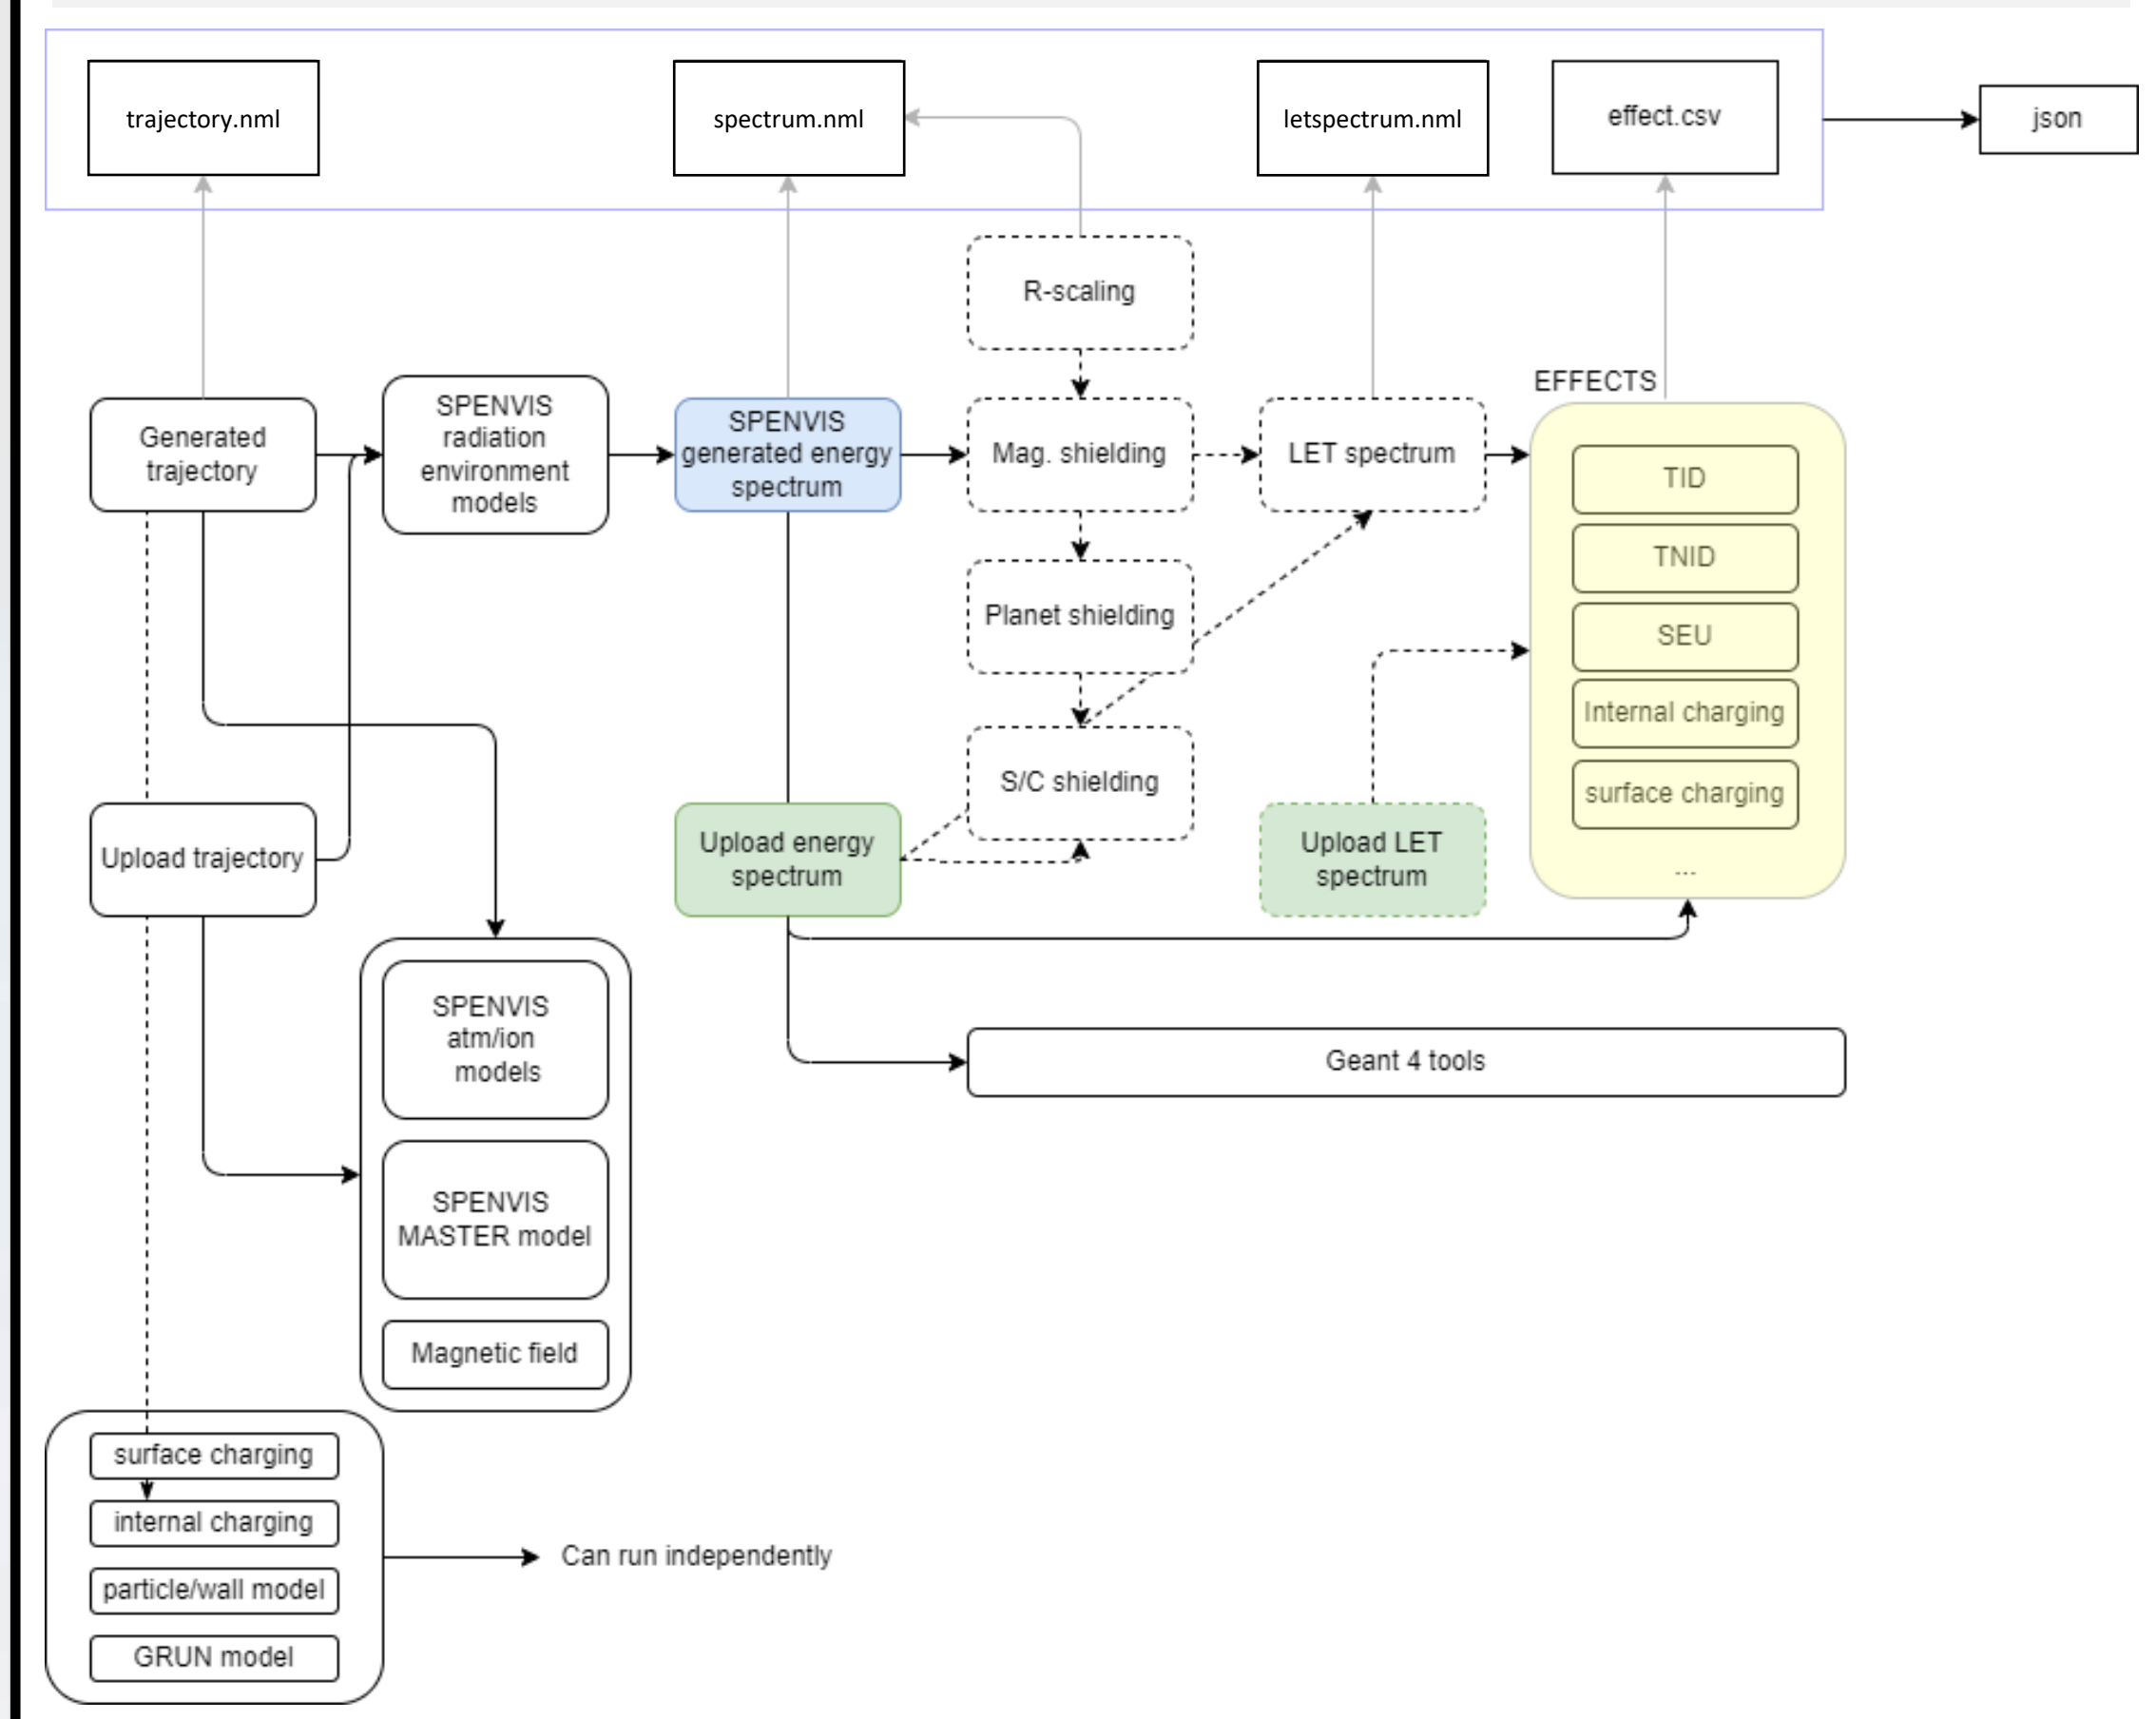 trajectory.nml
spectrum.nml
letspectrum.nml
effect.csv
json
R-scaling
EFFECTS
Generated
trajectory
SPENVIS
radiation
environment
models
SPENVIS
generated energy
spectrum
Mag. shielding
LET spectrum
TID
TNID
SEU
Internal charging
surface charging
...
Planet shielding
S/C shielding
Upload trajectory
Upload energy
spectrum
Upload LET
spectrum
SPENVIS
atm/ion
models
SPENVIS
MASTER model
Magnetic field
Geant 4 tools
surface charging
internal charging
particle/wall model
GRUN model
Can run independently